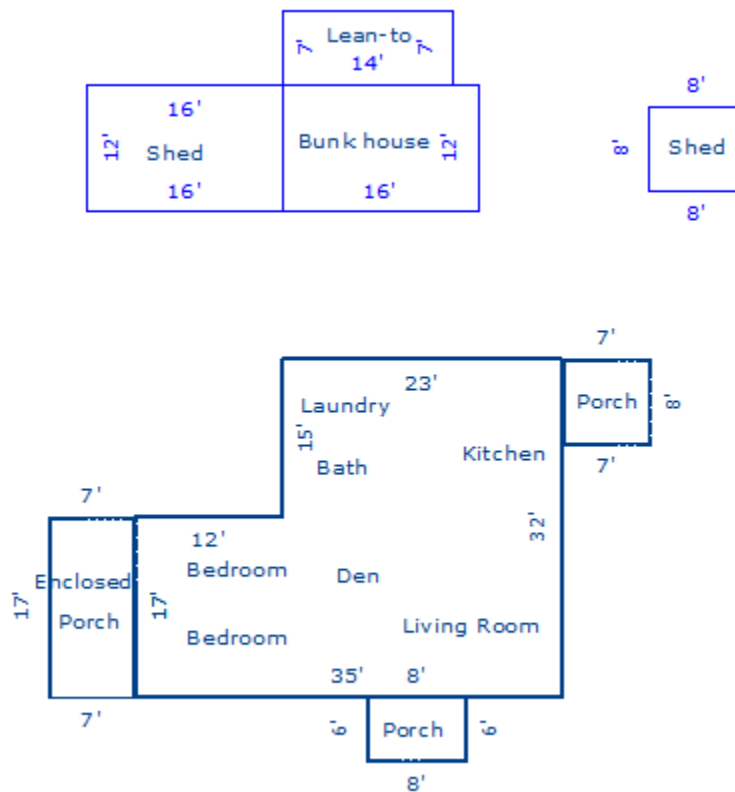 Lean-to
7'
7'
14'
16'
12'
Shed
16'
Bunk house
12'
16'
8'
8'
Shed
8'
7'
23'
Laundry
15'
Bath
Kitchen
Porch
8'
7'
7'
12'
32'
Enclosed
Porch
17'
17'
Bedroom
Den
Bedroom
Living Room
35'
8'
7'
6'
Porch
6'
8'